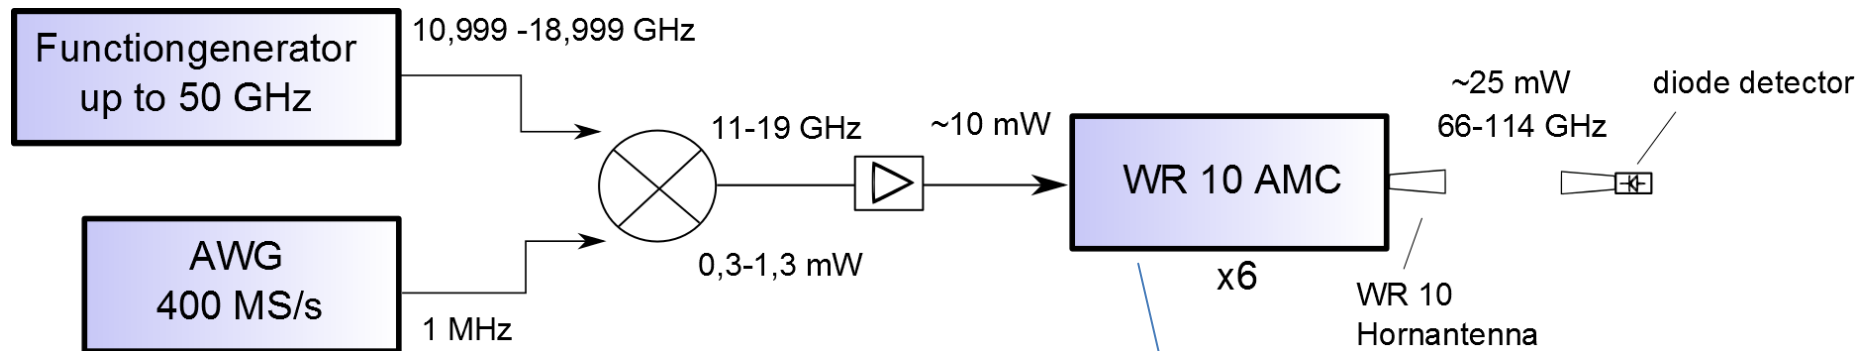 Functiongenerator
up to 50 GHz
10,999 -18,999 GHz
AWG
400 MS/s
1 MHz
11-19 GHz
0,3-1,3 mW
~10 mW
WR 10 AMC
x6
~25 mW
66-114 GHz
diode detector
WR 10
Hornantenna